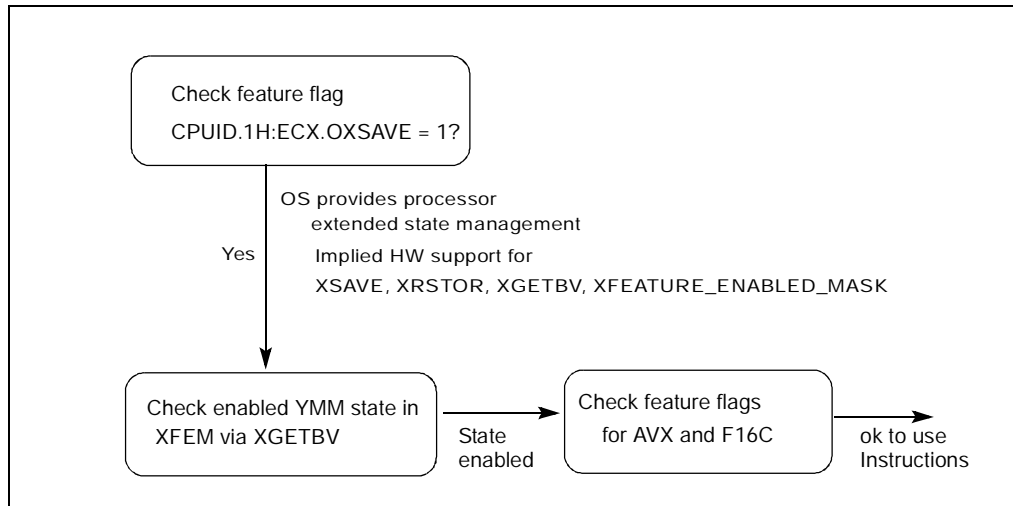 Check feature flag
CPUID.1H:ECX.OXSAVE = 1?
OS provides processor
extended state management
Yes
Implied HW support for
XSAVE, XRSTOR, XGETBV, XFEATURE_ENABLED_MASK
Check enabled YMM state in
XFEM via XGETBV
State
enabled
Check feature flags
for AVX and F16C
ok to use
Instructions